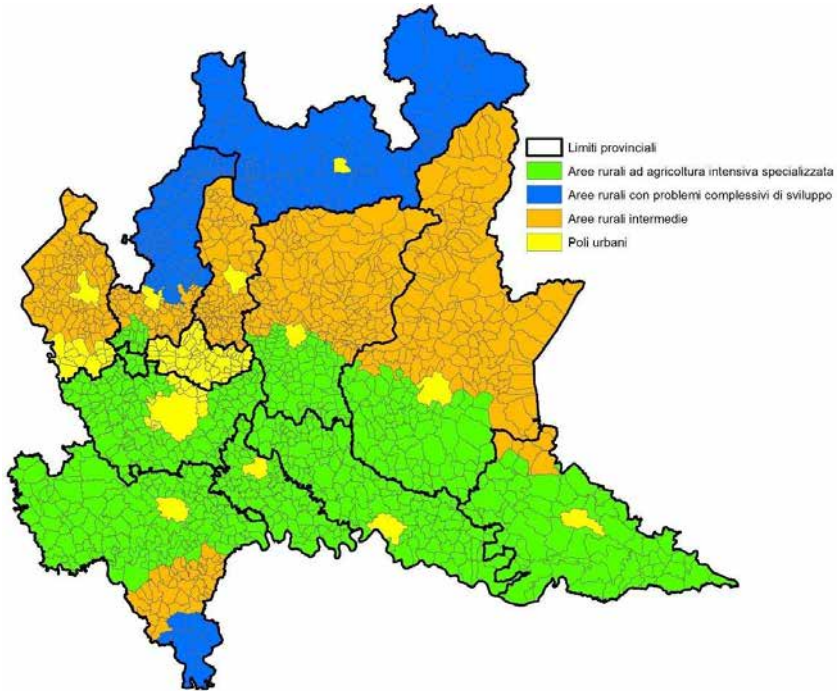 Limiti provinciali
Aree rurali ad agricoltura intensiva specializzata
Aree rurali con problemi complessivi di sviluppo
Aree rurali intermedie
Poli urbani